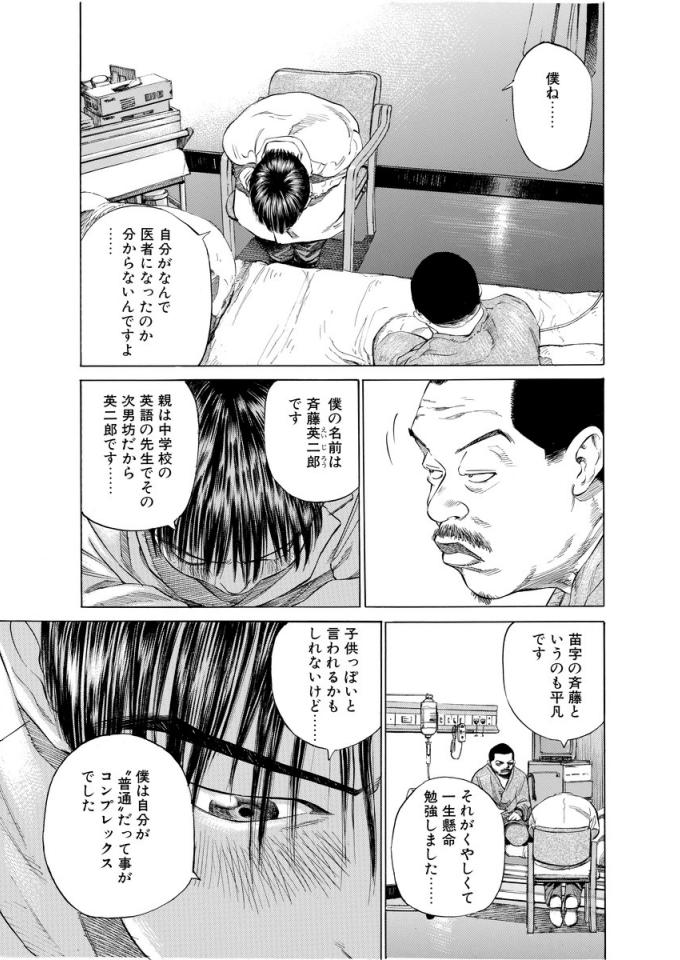 僕ね……
自分がなんで
医者になったのか
分からないんですよ
……
僕の名前は
斉藤英二郎
えいじろう
です
親は中学校の
英語の先生でその
次男坊だから
英二郎です……
苗字の斉藤と
いうのも平凡
です
それがくやしくて
一生懸命
勉強しました……
子供っぽいと
言われるかも
しれないけど……
僕は自分が
〝普通〟だって事が
コンプレックス
でした